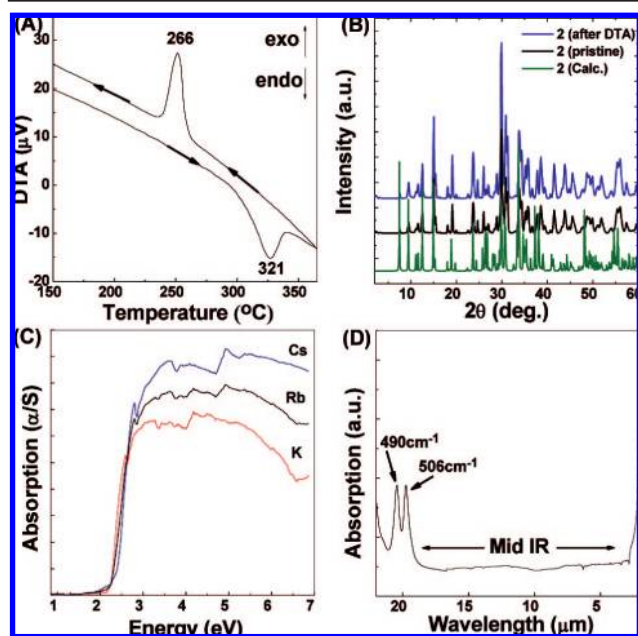 (A)
266
exo
endo
321
DTA (μV)
30
20
10
0
-10
-20
150
200
250
300
350
Temperature (ºC)
(B)
2 (after DTA)
2 (pristine)
2 (Calc.)
Intensity (a.u.)
10
20
30
40
50
60
2θ (deg.)
(C)
Cs
Rb
K
Absorption (α/S)
1
2
3
4
5
6
7
Energy (eV)
(D)
490cm⁻¹
506cm⁻¹
Mid IR
Absorption (a.u.)
20
15
10
5
Wavelength (μm)